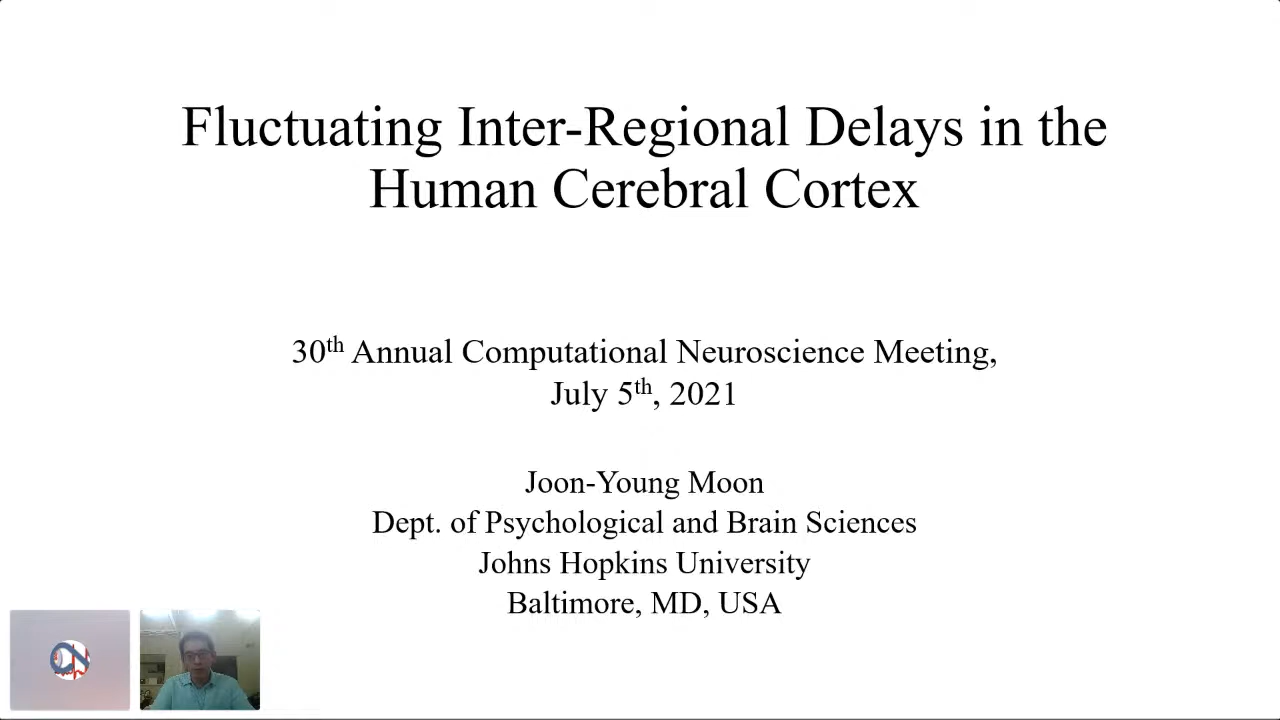 Fluctuating Inter-Regional Delays in the
Human Cerebral Cortex
30th Annual Computational Neuroscience Meeting,
July 5th, 2021
Joon-Young Moon
Dept. of Psychological and Brain Sciences
Johns Hopkins University
Baltimore, MD, USA